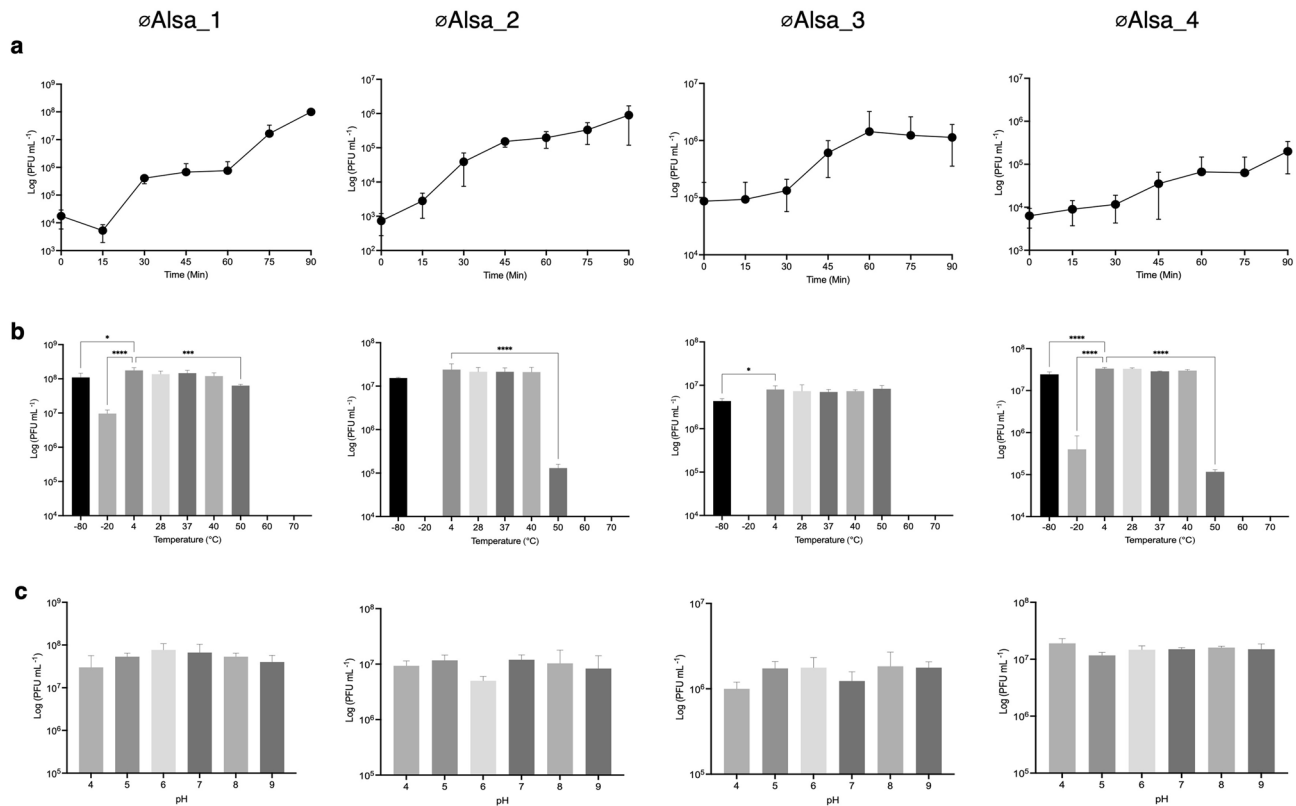 øAlsa_1 øAlsa_2 øAlsa_3 øAlsa_4
a
10⁹ 10⁸ 10⁷ 10⁶ 10⁵ 10⁴ 10³
Log (PFU mL⁻¹)
0 15 30 45 60 75 90
Time (Min)
10⁷ 10⁶ 10⁵ 10⁴ 10³ 10²
Log (PFU mL⁻¹)
0 15 30 45 60 75 90
Time (Min)
10⁷ 10⁶ 10⁵ 10⁴
Log (PFU mL⁻¹)
0 15 30 45 60 75 90
Time (Min)
10⁷ 10⁶ 10⁵ 10⁴ 10³
Log (PFU mL⁻¹)
0 15 30 45 60 75 90
Time (Min)
b
* **** ***
10⁹ 10⁸ 10⁷ 10⁶ 10⁵ 10⁴
Log (PFU mL⁻¹)
-80 -20 4 28 37 40 50 60 70
Temperature (°C)
****
10⁸ 10⁷ 10⁶ 10⁵ 10⁴
Log (PFU mL⁻¹)
-80 -20 4 28 37 40 50 60 70
Temperature (°C)
*
10⁸ 10⁷ 10⁶ 10⁵ 10⁴
Log (PFU mL⁻¹)
-80 -20 4 28 37 40 50 60 70
Temperature (°C)
**** **** ****
10⁸ 10⁷ 10⁶ 10⁵ 10⁴
Log (PFU mL⁻¹)
-80 -20 4 28 37 40 50 60 70
Temperature (°C)
c
10⁹ 10⁸ 10⁷ 10⁶ 10⁵
Log (PFU mL⁻¹)
4 5 6 7 8 9
pH
10⁸ 10⁷ 10⁶ 10⁵
Log (PFU mL⁻¹)
4 5 6 7 8 9
pH
10⁷ 10⁶ 10⁵
Log (PFU mL⁻¹)
4 5 6 7 8 9
pH
10⁸ 10⁷ 10⁶ 10⁵
Log (PFU mL⁻¹)
4 5 6 7 8 9
pH